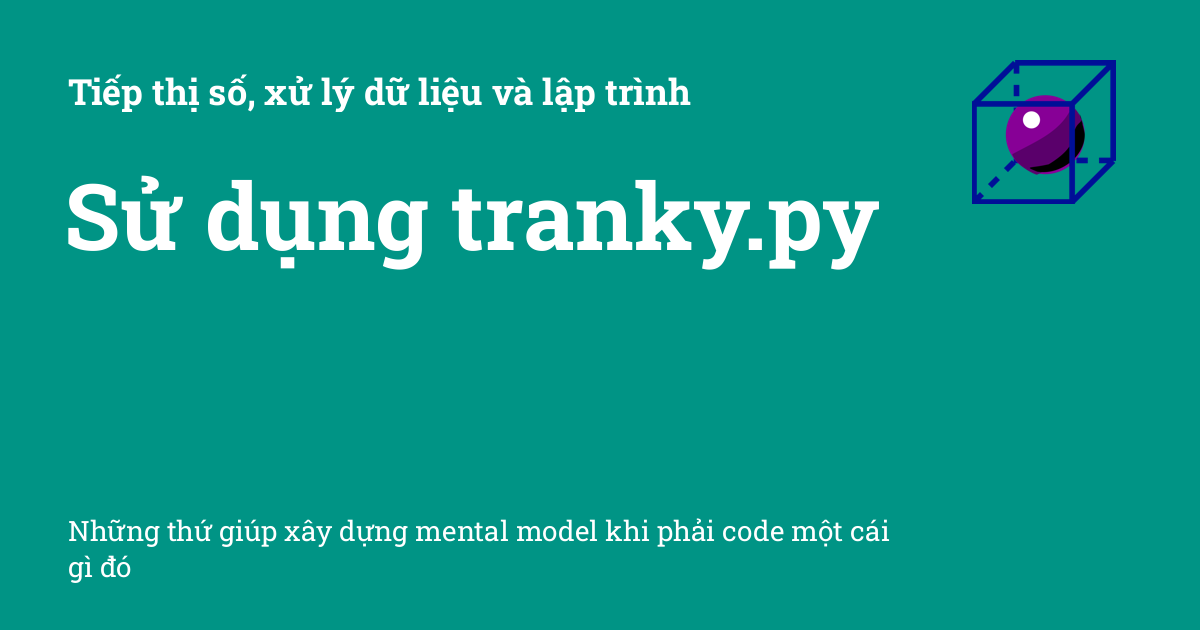 Tiếp thị số, xử lý dữ liệu và lập trình
Sử dụng tranky.py
Những thứ giúp xây dựng mental model khi phải code một cái
gì đó